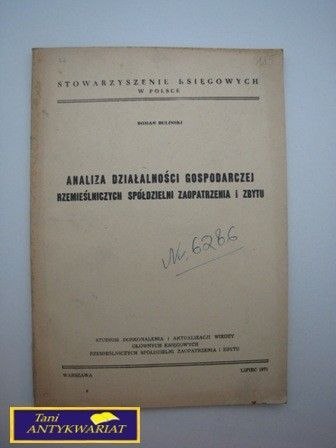 STOWARZYSZENIE KSIĘGOWYCH
W POLSCE
ROMAN BULIŃSKI
ANALIZA DZIAŁALNOŚCI GOSPODARCZEJ
RZEMIEŚLNICZYCH SPÓŁDZIELNI ZAOPATRZENIA i ZBYTU
Nr. 6286
STUDIUM DOSKONALENIA I AKTUALIZACJI WIEDZY
GŁÓWNYCH KSIĘGOWYCH
RZEMIEŚLNICZYCH SPÓŁDZIELNI ZAOPATRZENIA I ZBYTU
WARSZAWA LIPIEC 1971
Tani
ANTYKWARIAT